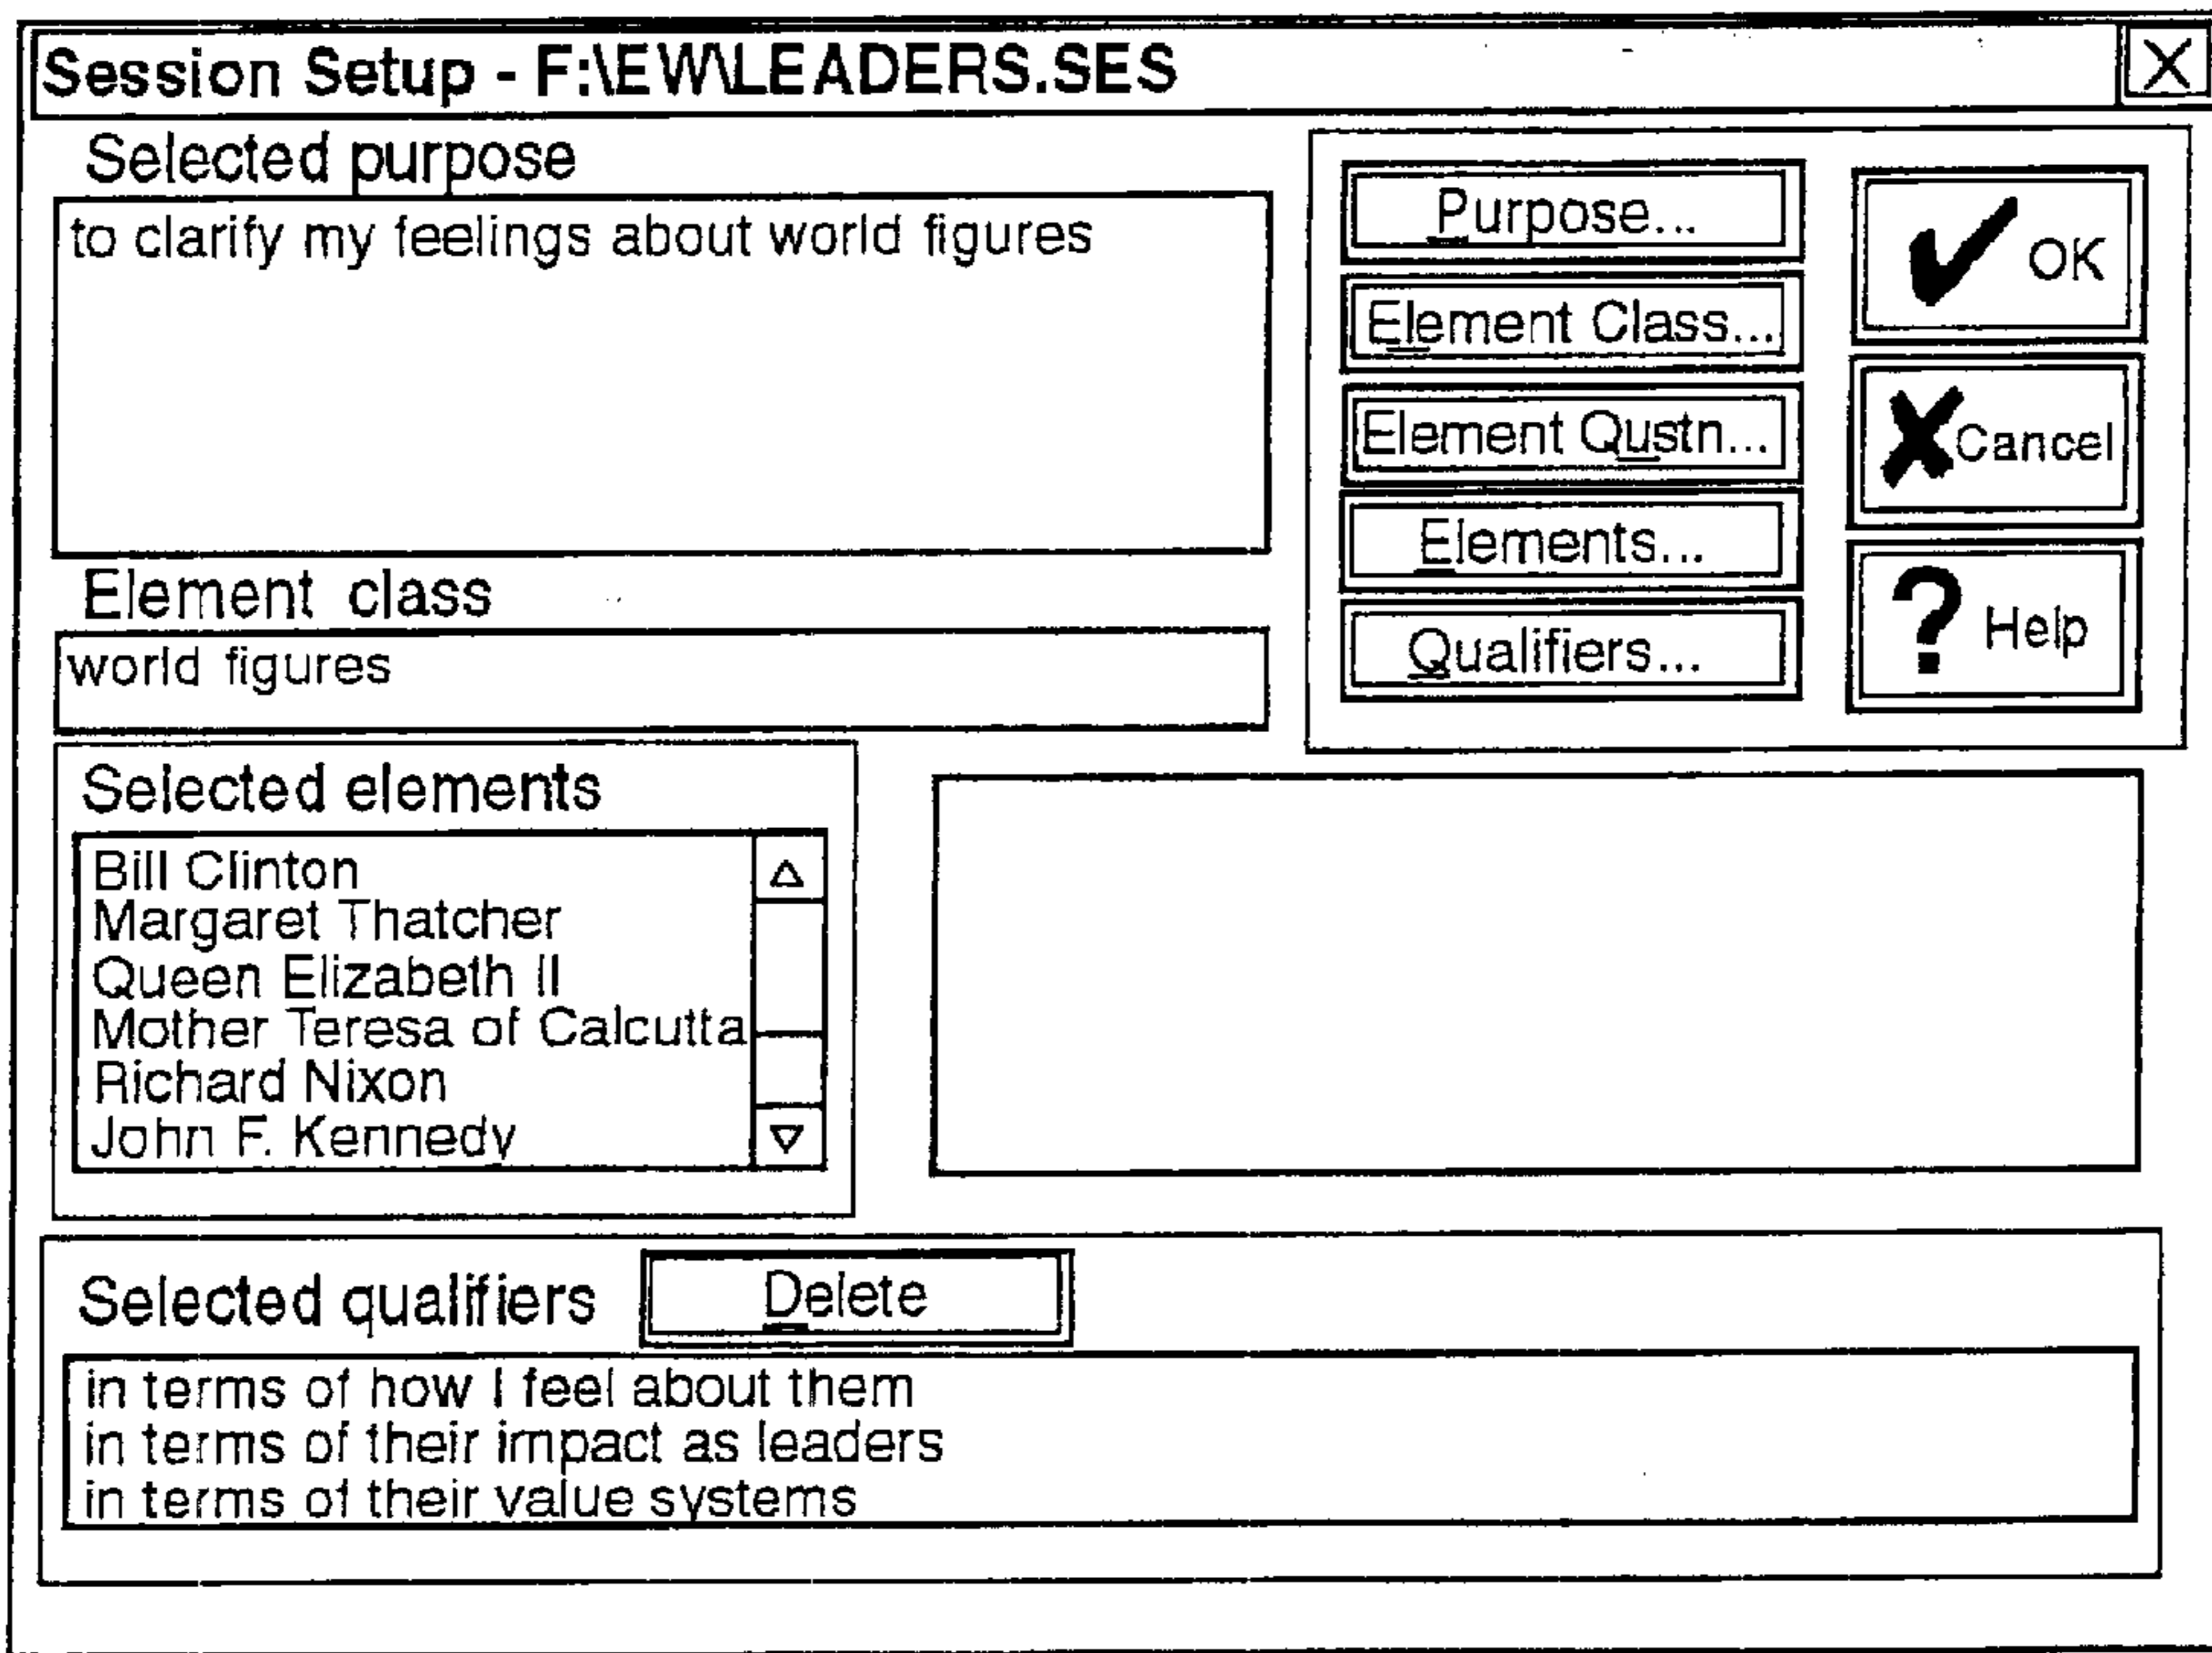 Session Setup - F:\EW\LEADERS.SES
Selected purpose
to clarify my feelings about world figures
Purpose...
Element Class...
Element Qustn...
Elements...
Qualifiers...
OK
Cancel
? Help
Element class
world figures
Selected elements
Bill Clinton
Margaret Thatcher
Queen Elizabeth II
Mother Teresa of Calcutta
Richard Nixon
John F. Kennedy
Selected qualifiers
Delete
in terms of how I feel about them
in terms of their impact as leaders
in terms of their value systems